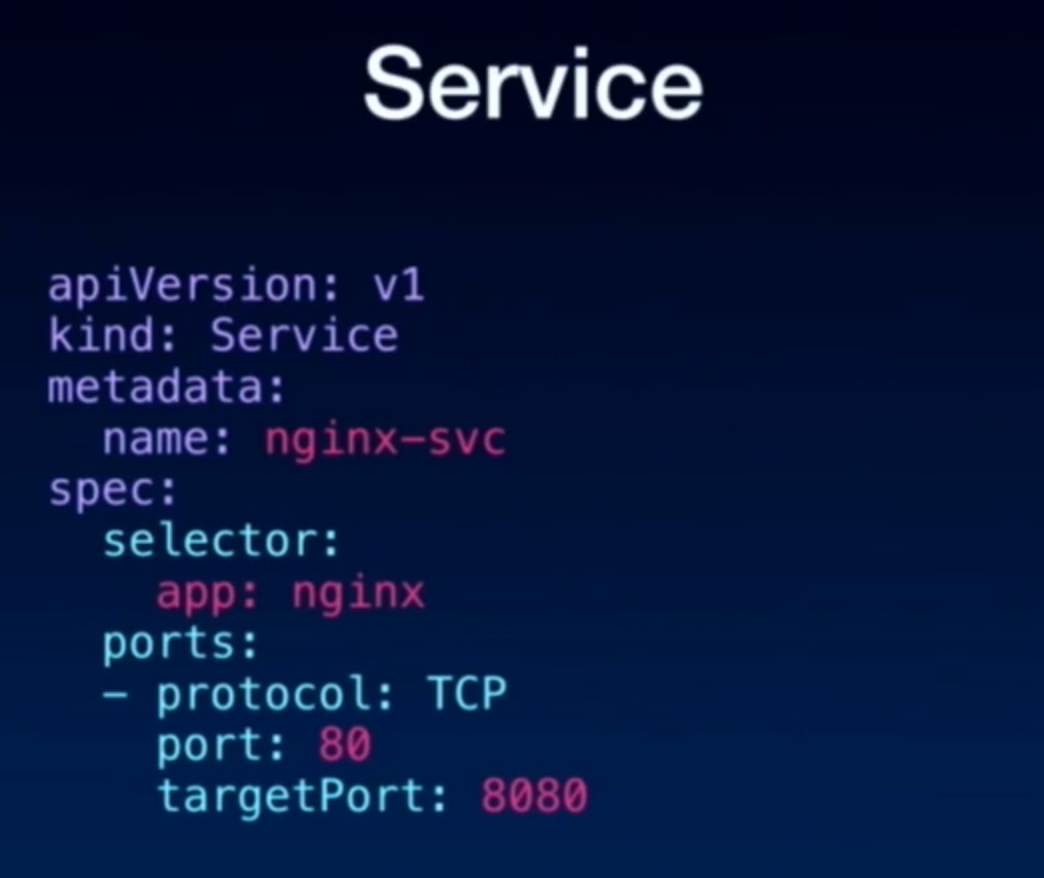 Service
apiVersion: v1
kind: Service
metadata:
  name: nginx-svc
spec:
  selector:
    app: nginx
  ports:
  - protocol: TCP
    port: 80
    targetPort: 8080